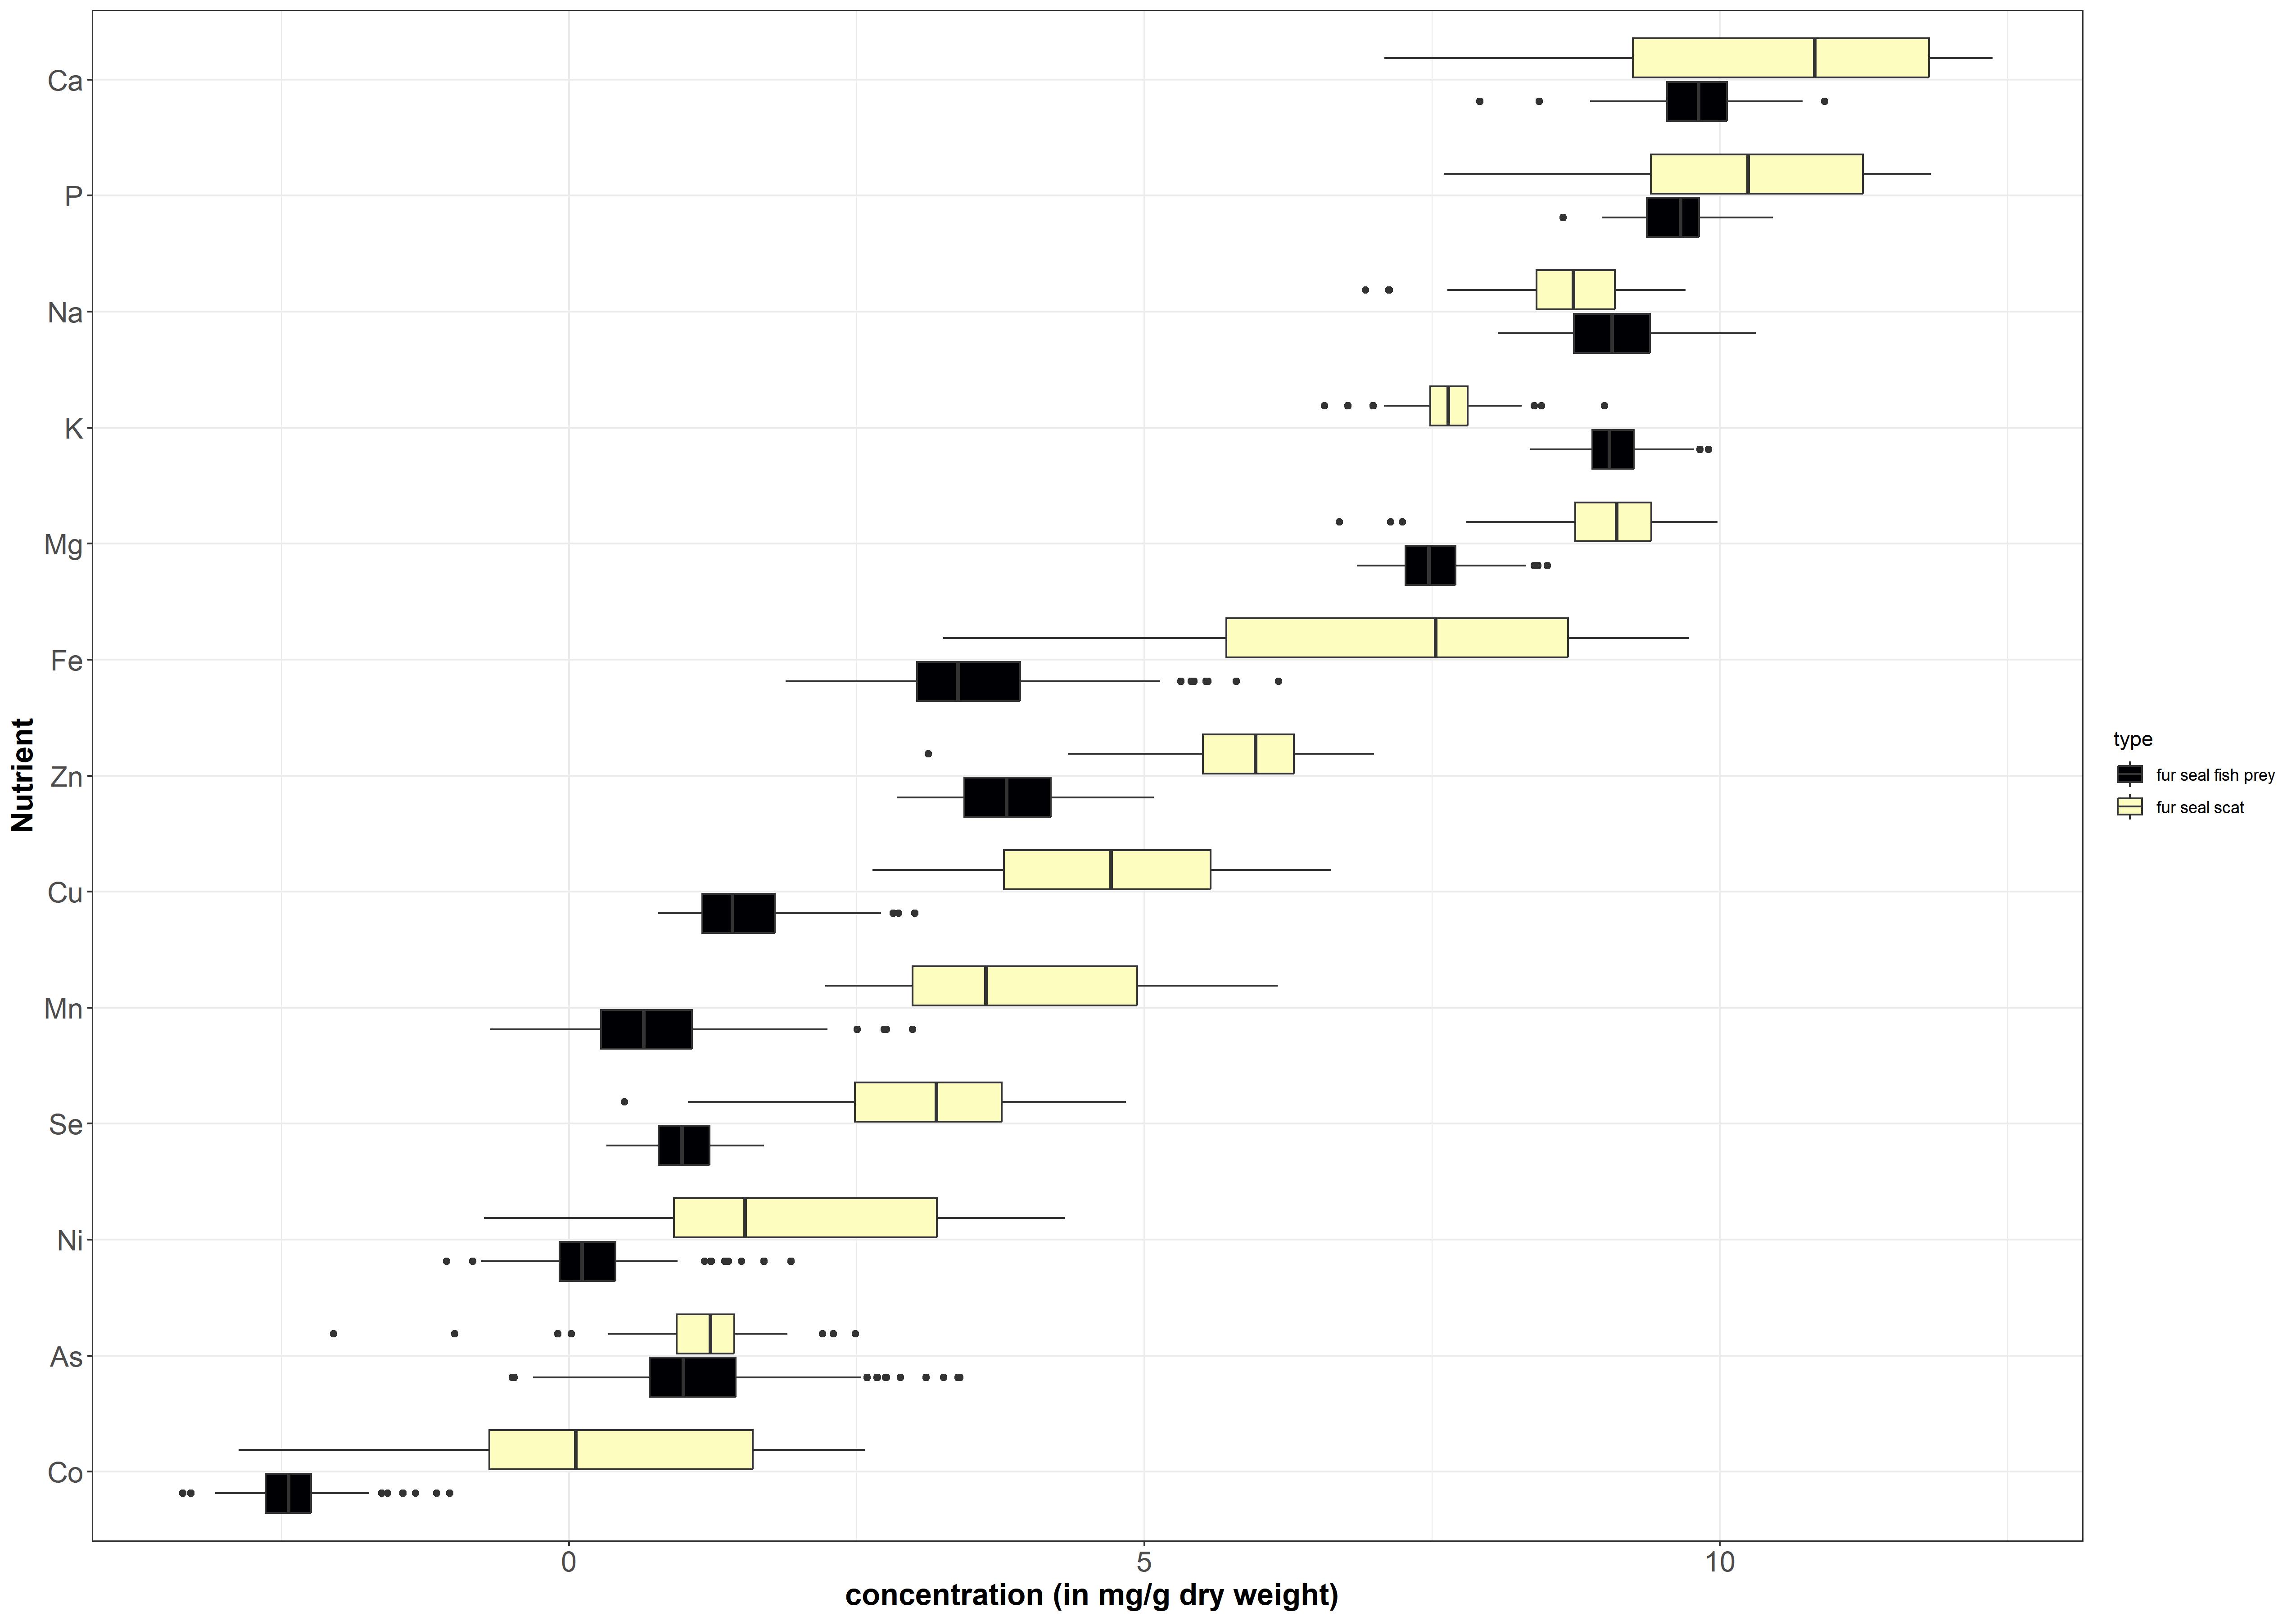 Ca
P
Na
K
Mg
Fe
Zn
Cu
Mn
Se
Ni
As
Co
Nutrient
0 5 10
concentration (in mg/g dry weight)
type
fur seal fish prey
fur seal scat